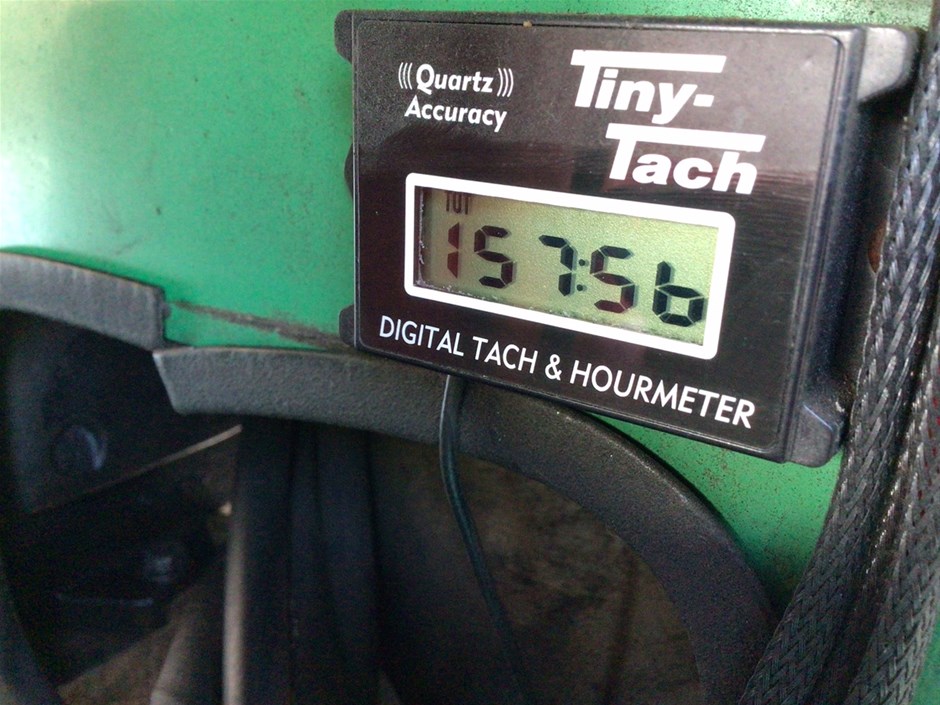 ((( Quartz )))
Accuracy
Tiny-
Tach
TOT
157:56
DIGITAL TACH & HOURMETER